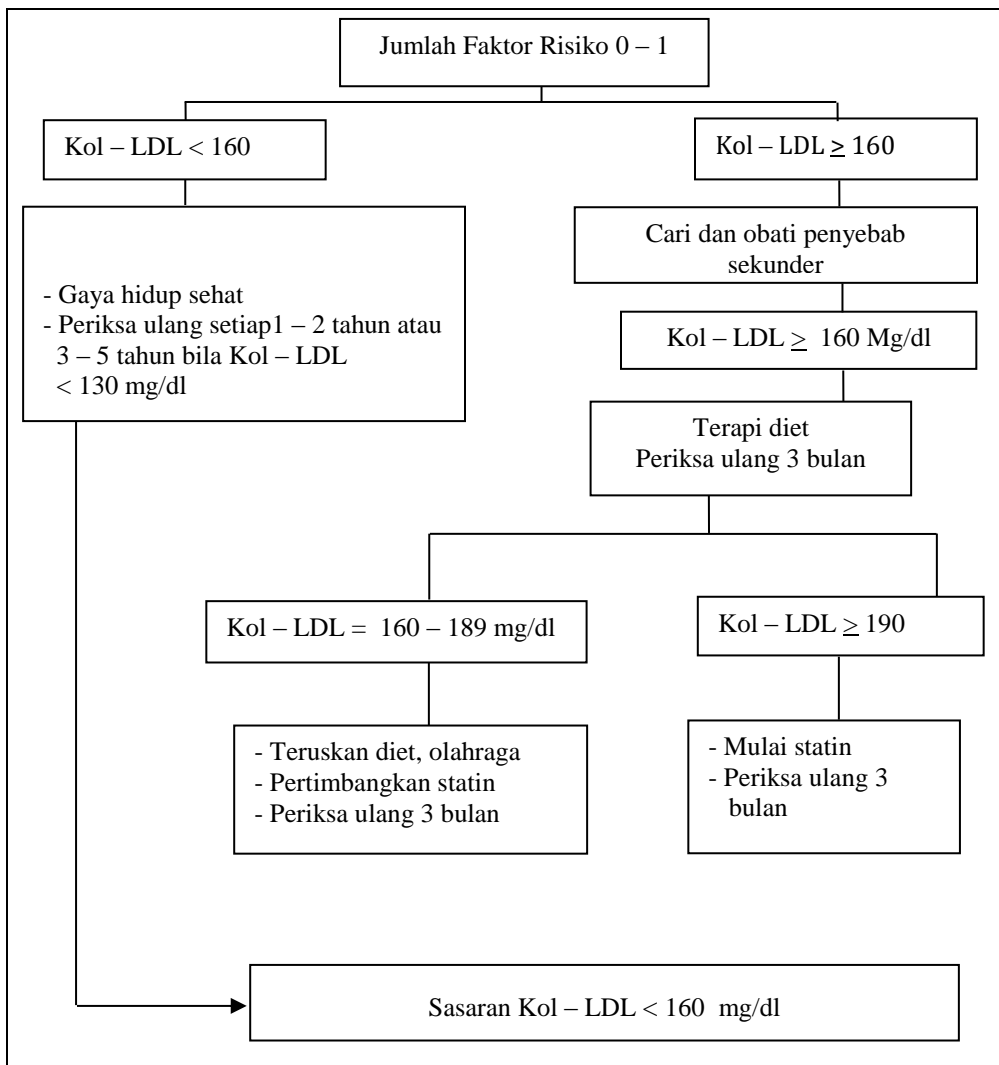 Jumlah Faktor Risiko 0 – 1
Kol – LDL < 160
Kol – LDL ≥ 160
- Gaya hidup sehat
- Periksa ulang setiap1 – 2 tahun atau
3 – 5 tahun bila Kol – LDL
< 130 mg/dl
Cari dan obati penyebab
sekunder
Kol – LDL ≥ 160 Mg/dl
Terapi diet
Periksa ulang 3 bulan
Kol – LDL = 160 – 189 mg/dl
Kol – LDL ≥ 190
- Teruskan diet, olahraga
- Pertimbangkan statin
- Periksa ulang 3 bulan
- Mulai statin
- Periksa ulang 3
bulan
Sasaran Kol – LDL < 160 mg/dl